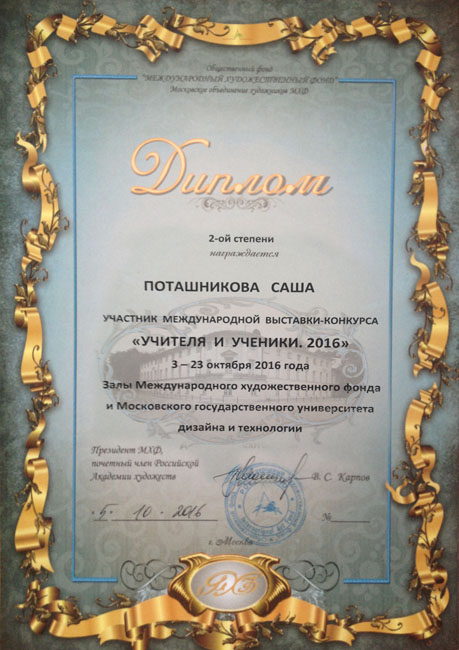 Общественный фонд
"МЕЖДУНАРОДНЫЙ ХУДОЖЕСТВЕННЫЙ ФОНД"
Московское объединение художников МХФ
Диплом
2-ой степени
награждается
ПОТАШНИКОВА САША
УЧАСТНИК МЕЖДУНАРОДНОЙ ВЫСТАВКИ-КОНКУРСА
«УЧИТЕЛЯ И УЧЕНИКИ. 2016»
3 – 23 октября 2016 года
Залы Международного художественного фонда
и Московского государственного университета
дизайна и технологии
Президент МХФ,
почетный член Российской
Академии художеств
В. С. Карпов
5 10 2016
№
г. Москва